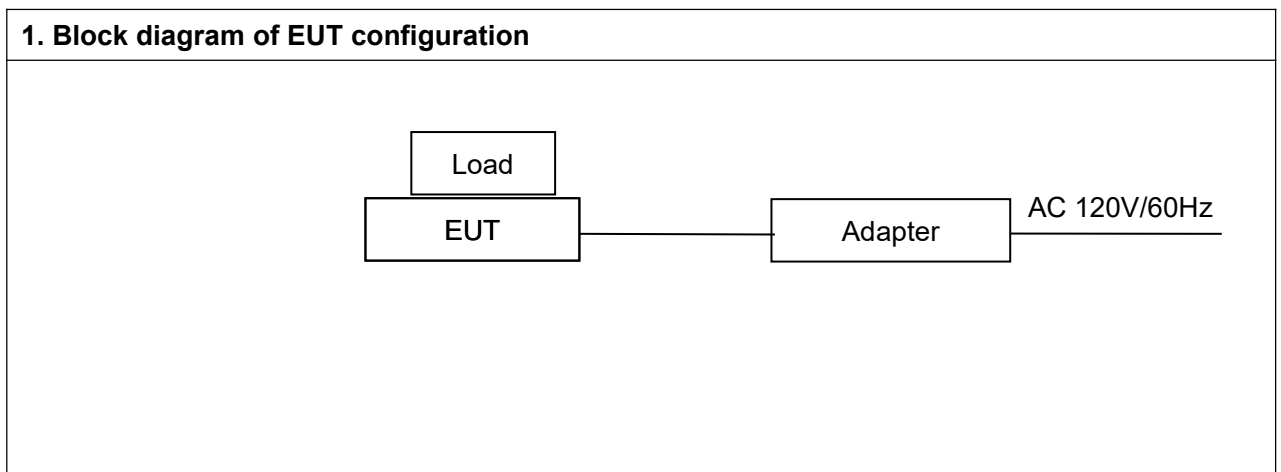 1. Block diagram of EUT configuration
Load
EUT
Adapter
AC 120V/60Hz